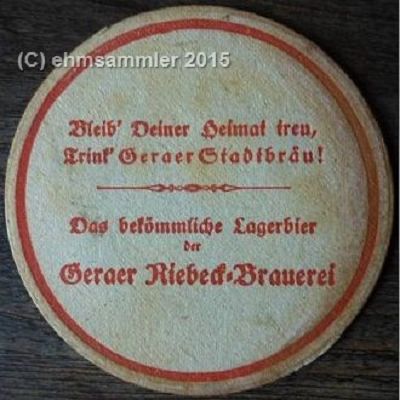 (C) ehmsammler 2015
Bleib' Deiner Heimat treu,
Trink' Geraer Stadtbräu!
Das bekömmliche Lagerbier
der
Geraer Riebeck-Brauerei